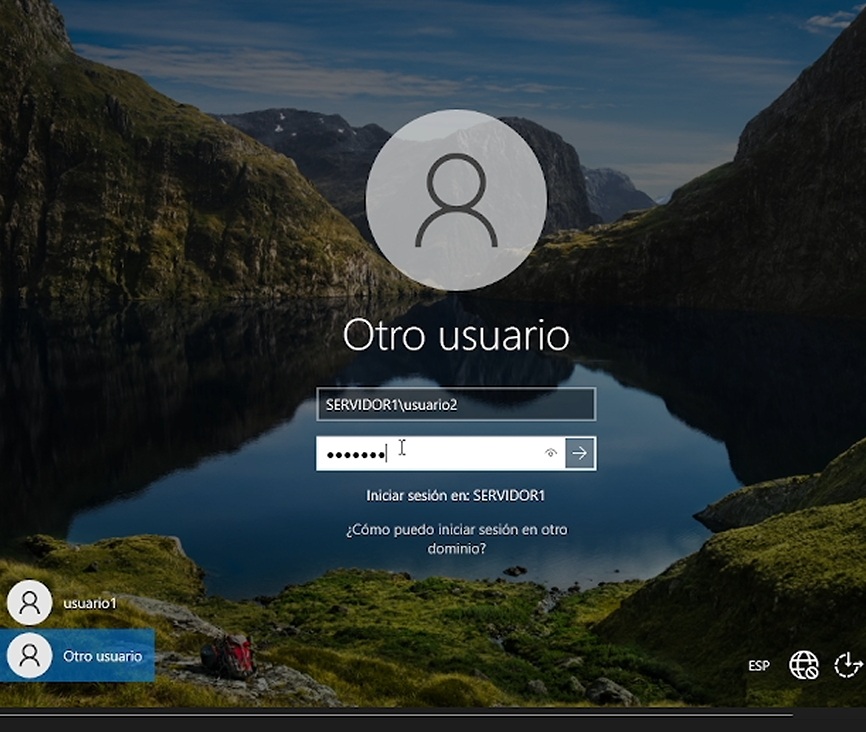 Otro usuario
SERVIDOR1\usuario2
Iniciar sesión en: SERVIDOR1
¿Cómo puedo iniciar sesión en otro
dominio?
usuario1
Otro usuario
ESP